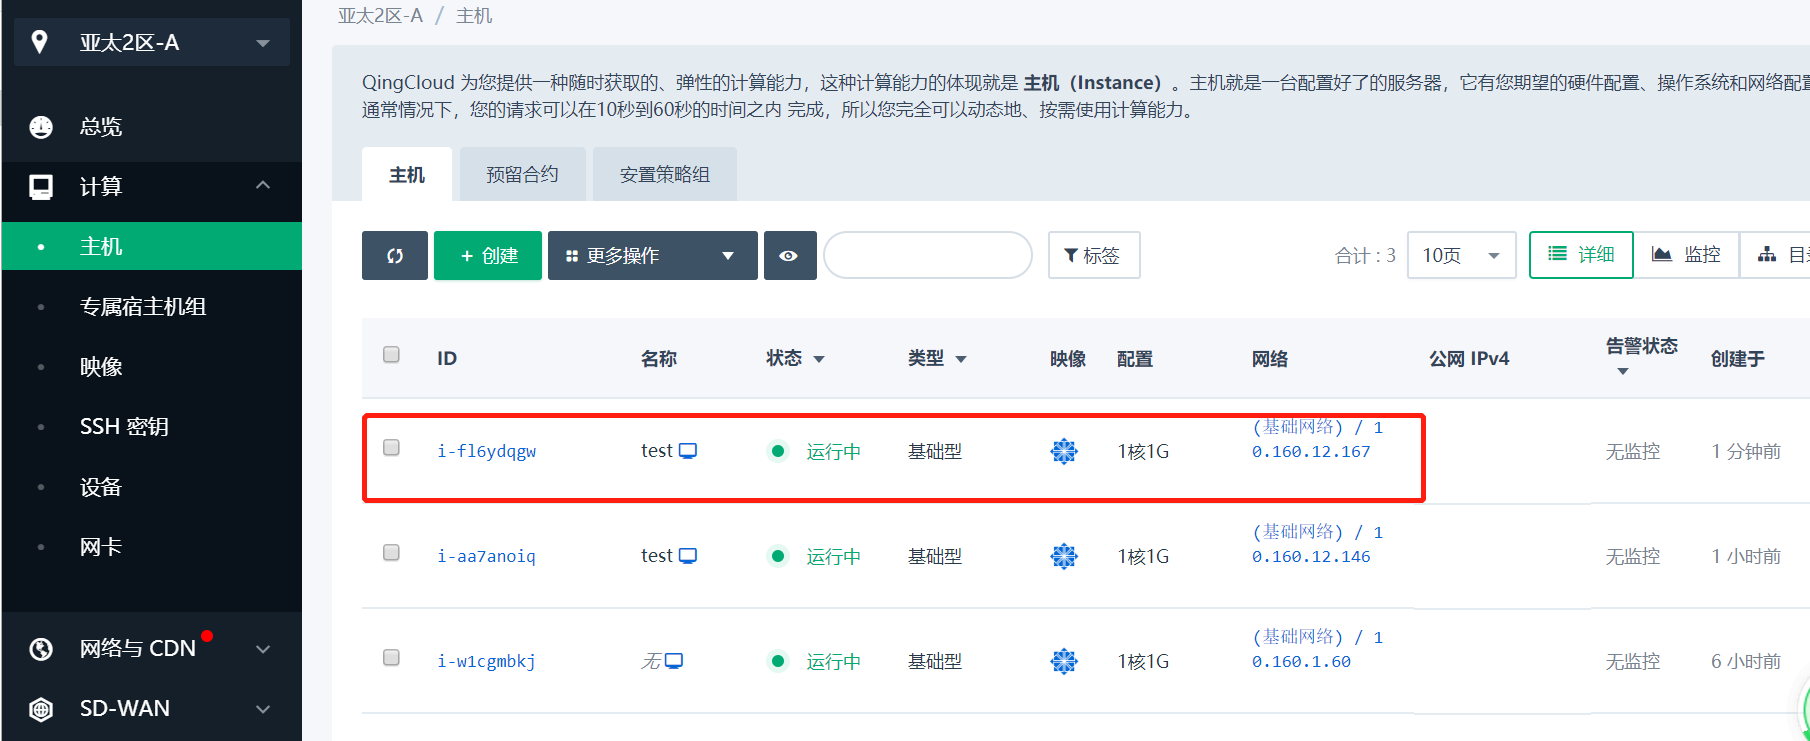 亚太2区-A
总览
计算
主机
专属宿主机组
映像
SSH 密钥
设备
网卡
网络与 CDN
SD-WAN
亚太2区-A / 主机
QingCloud 为您提供一种随时获取的、弹性的计算能力，这种计算能力的体现就是 主机（Instance）。主机就是一台配置好了的服务器，它有您期望的硬件配置、操作系统和网络配置
通常情况下，您的请求可以在10秒到60秒的时间之内 完成，所以您完全可以动态地、按需使用计算能力。
主机 预留合约 安置策略组
+ 创建 更多操作 标签 合计 : 3 10页 详细 监控 目
ID 名称 状态 类型 映像 配置 网络 公网 IPv4 告警状态 创建于
i-fl6ydqgw test 运行中 基础型 1核1G (基础网络) / 1 无监控 1 分钟前
0.160.12.167
i-aa7anoiq test 运行中 基础型 1核1G (基础网络) / 1 无监控 1 小时前
0.160.12.146
i-w1cgmbkj 无 运行中 基础型 1核1G (基础网络) / 1 无监控 6 小时前
0.160.1.60